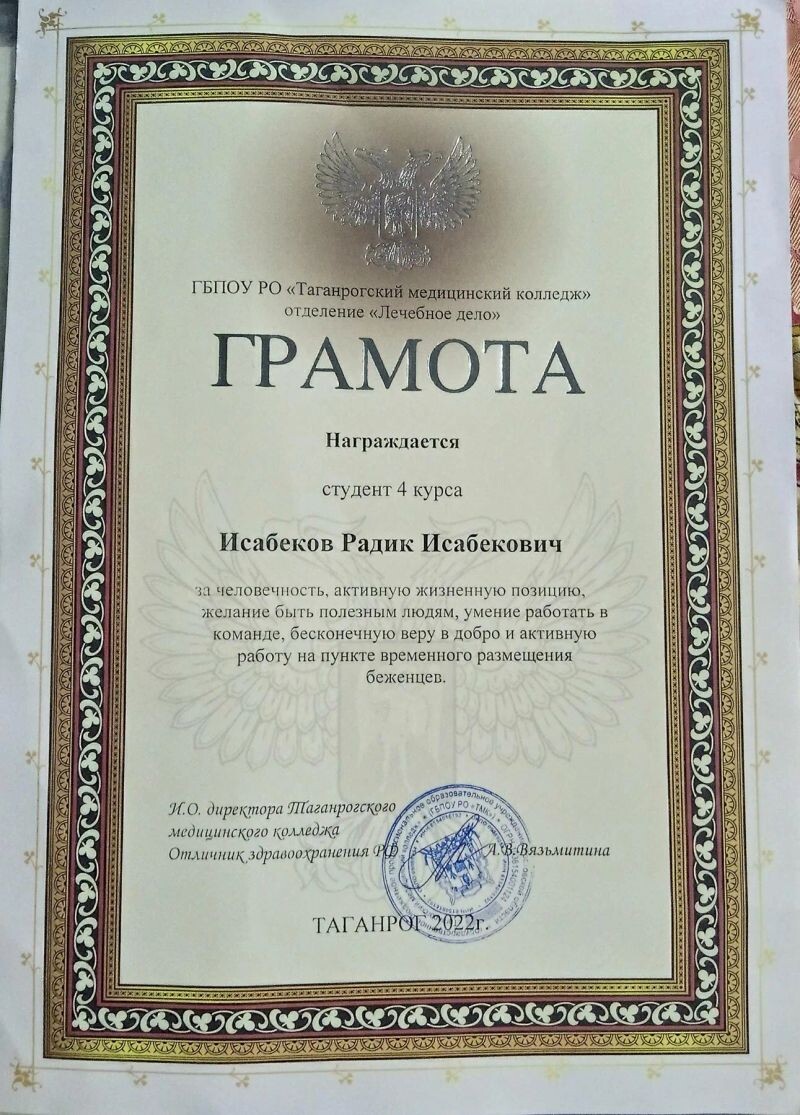 ГБПОУ РО «Таганрогский медицинский колледж»
отделение «Лечебное дело»
ГРАМОТА
Награждается
студент 4 курса
Исабеков Радик Исабекович
за человечность, активную жизненную позицию,
желание быть полезным людям, умение работать в
команде, бесконечную веру в добро и активную
работу на пункте временного размещения
беженцев.
И.О. директора Таганрогского
медицинского колледжа
Отличник здравоохранения РФ А.В.Вязьмитина
ТАГАНРОГ 2022г.